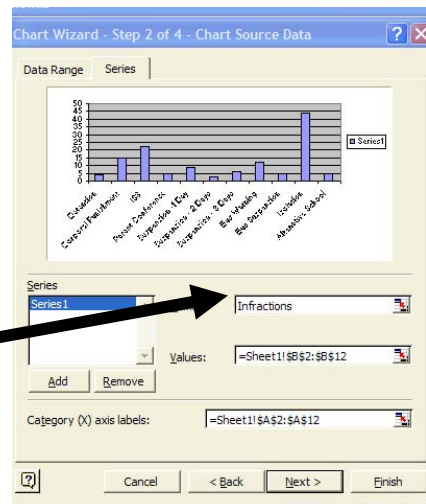 Chart Wizard - Step 2 of 4 - Chart Source Data
Data Range Series
50
45
40
35
30
25
20
15
10
5
0
Series1
Detention
Corporal Punishment
ISS
Parent Conference
Suspension - 1 Day
Suspension - 2 Days
Suspension - 3 Days
Bus Warning
Bus Suspension
Isolation
Alternative School
Series
Series1
Infractions
Values: =Sheet1!$B$2:$B$12
Add Remove
Category (X) axis labels: =Sheet1!$A$2:$A$12
Cancel < Back Next > Finish